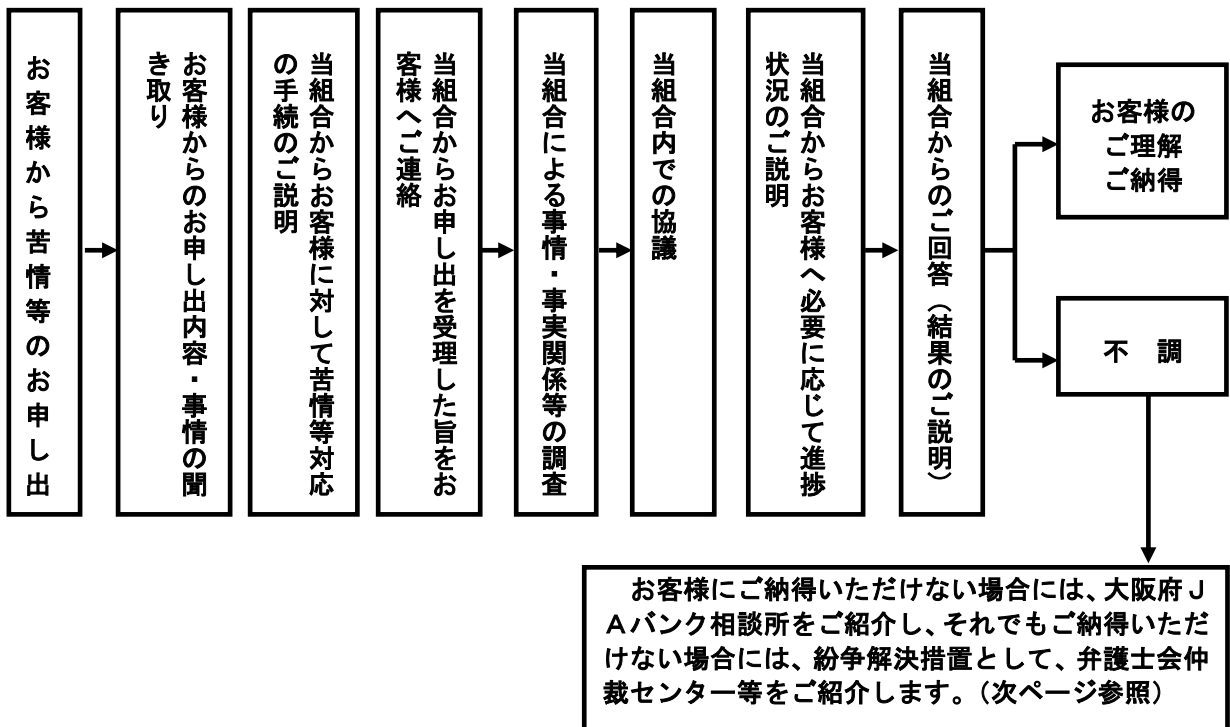 お客様から苦情等のお申し出
お客様からのお申し出内容・事情の聞
き取り
当組合からお客様に対して苦情等対応
の手続のご説明
当組合からお申し出を受理した旨をお
客様へご連絡
当組合による事情・事実関係等の調査
当組合内での協議
当組合からお客様へ必要に応じて進捗
状況のご説明
当組合からのご回答（結果のご説明）
お客様の
ご理解
ご納得
不　調
お客様にご納得いただけない場合には、大阪府Ｊ
Ａバンク相談所をご紹介し、それでもご納得いただ
けない場合には、紛争解決措置として、弁護士会仲
裁センター等をご紹介します。（次ページ参照）